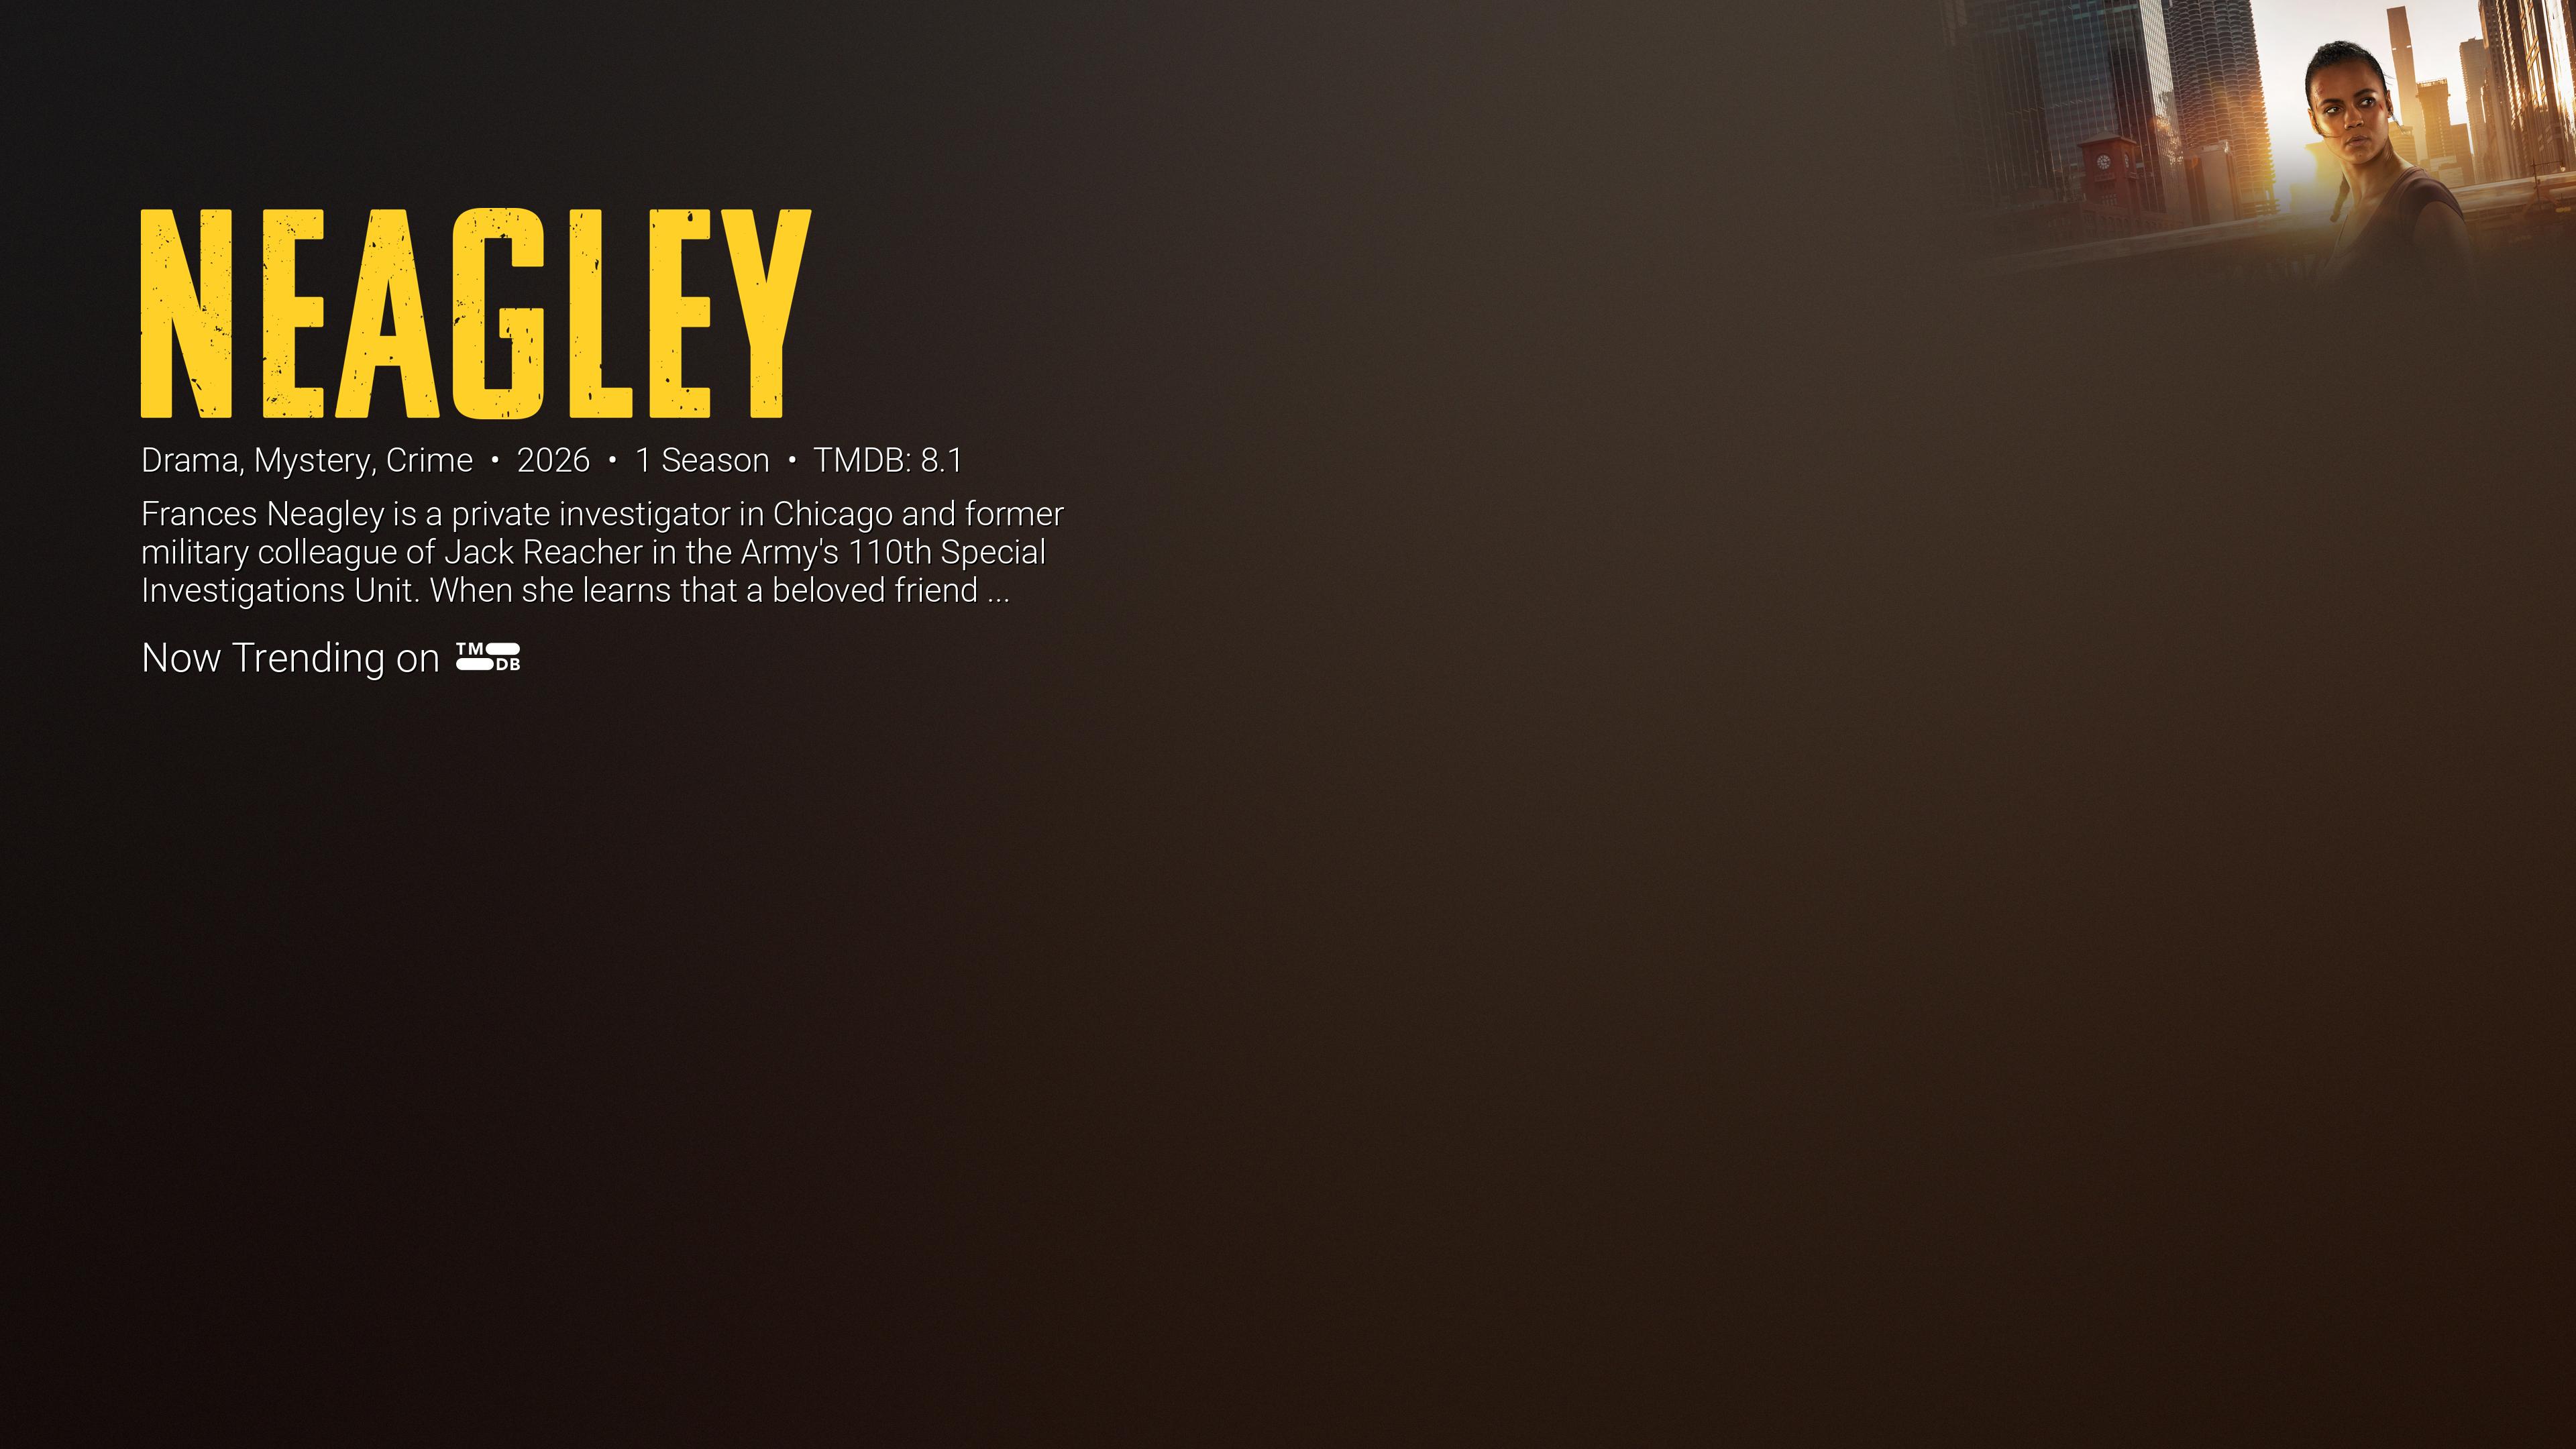 NEAGLEY
Drama, Mystery, Crime • 2026 • 1 Season • TMDB: 8.1
Frances Neagley is a private investigator in Chicago and former
military colleague of Jack Reacher in the Army's 110th Special
Investigations Unit. When she learns that a beloved friend ...
Now Trending on TMDB